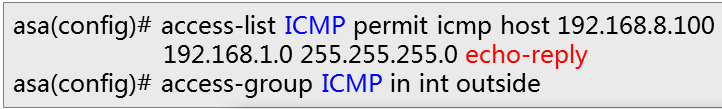 asa(config)# access-list ICMP permit icmp host 192.168.8.100
192.168.1.0 255.255.255.0 echo-reply
asa(config)# access-group ICMP in int outside